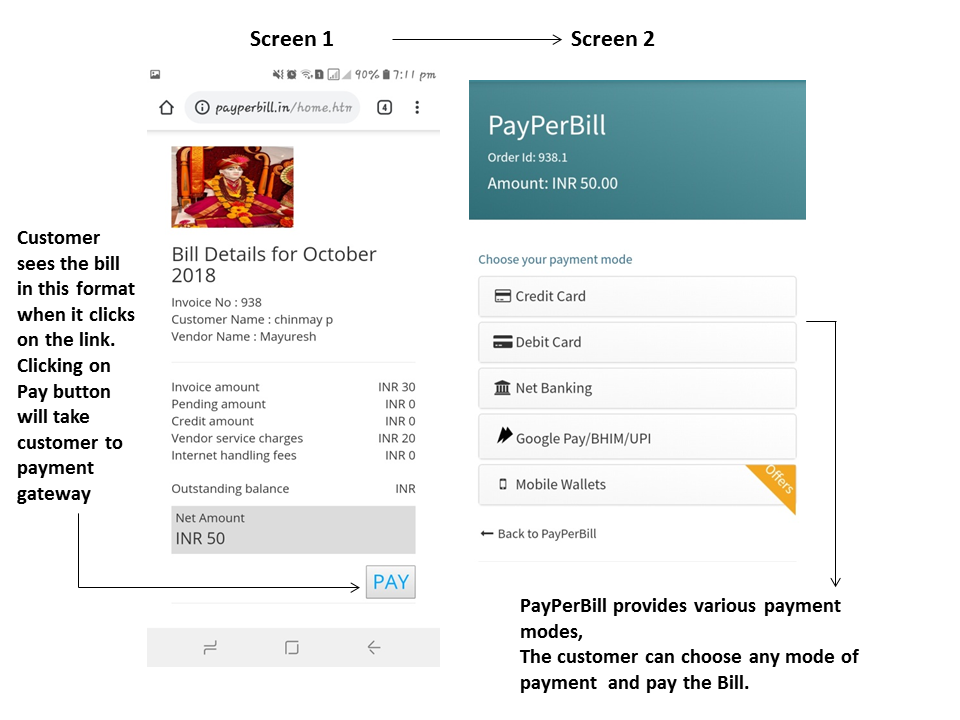 Screen 1
Screen 2
90% 7:11 pm
payperbill.in/home.htm
4
Bill Details for October
2018
Invoice No : 938
Customer Name : chinmay p
Vendor Name : Mayuresh
Invoice amount INR 30
Pending amount INR 0
Credit amount INR 0
Vendor service charges INR 20
Internet handling fees INR 0
Outstanding balance INR
Net Amount
INR 50
PAY
Customer
sees the bill
in this format
when it clicks
on the link.
Clicking on
Pay button
will take
customer to
payment
gateway
PayPerBill
Order Id: 938.1
Amount: INR 50.00
Choose your payment mode
Credit Card
Debit Card
Net Banking
Google Pay/BHIM/UPI
Mobile Wallets
Offers
Back to PayPerBill
PayPerBill provides various payment
modes,
The customer can choose any mode of
payment and pay the Bill.